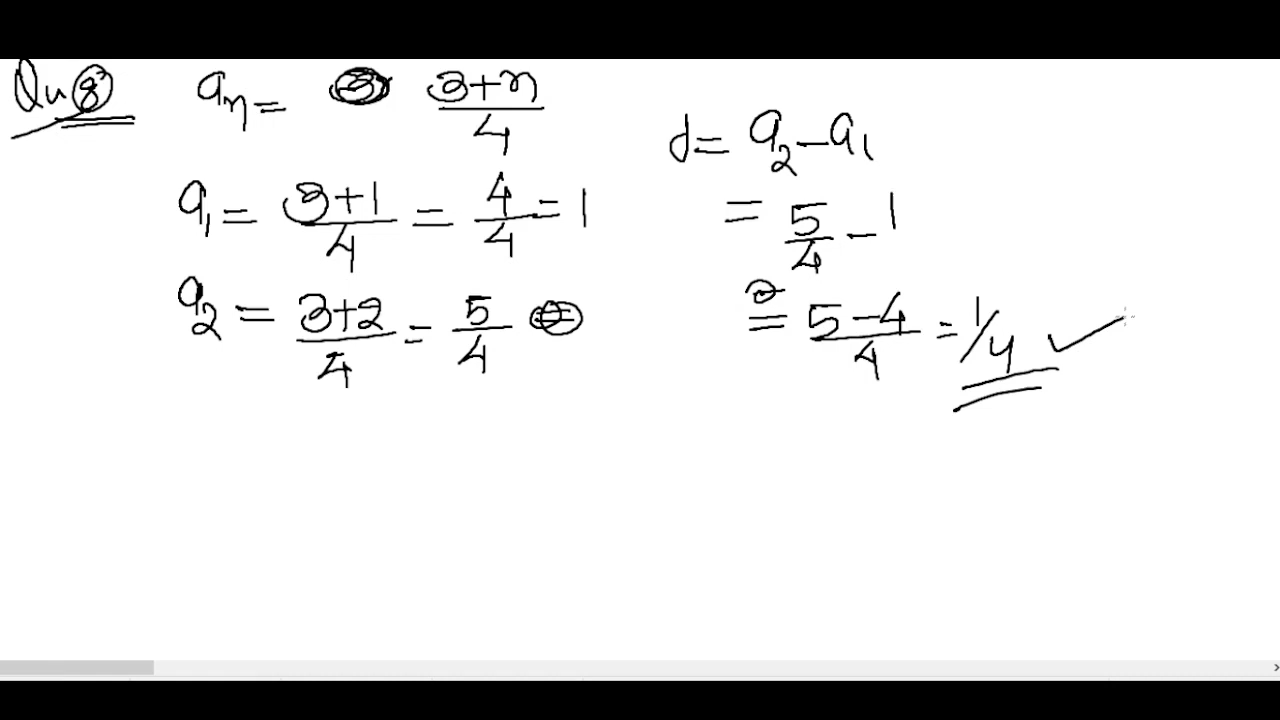 Qu 8 aₙ = (3+n)/4
a₁ = (3+1)/4 = 4/4 = 1
a₂ = (3+2)/4 = 5/4
d = a₂ - a₁
= 5/4 - 1
= (5-4)/4 = 1/4 ✓